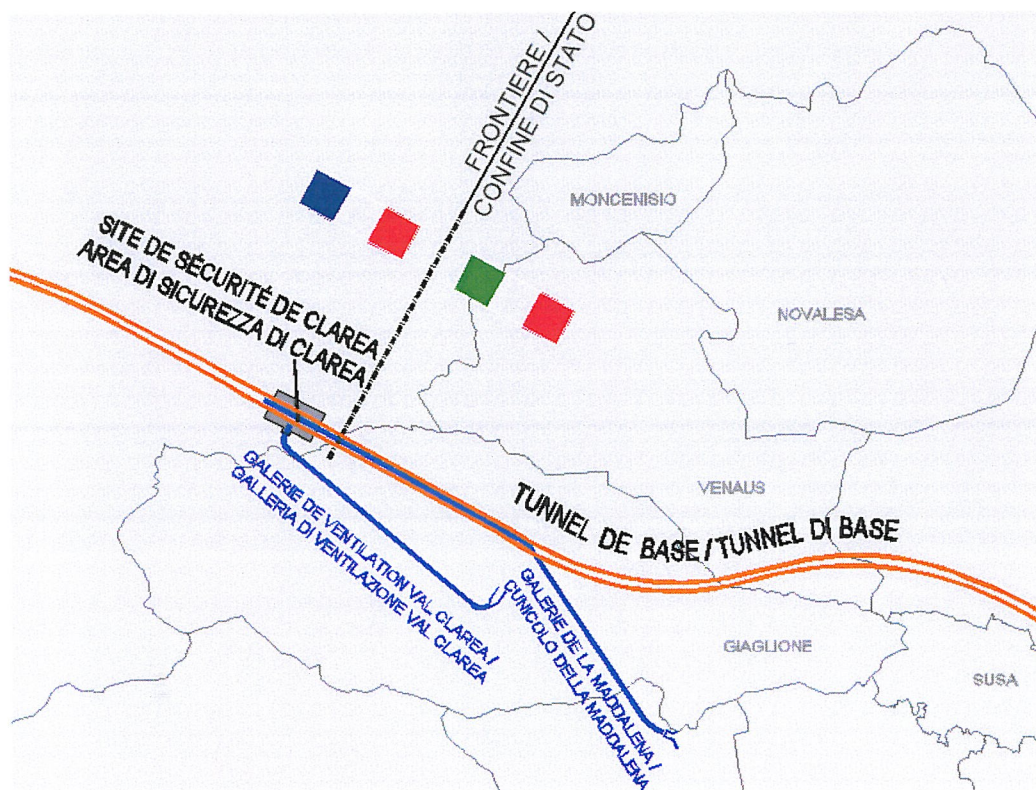 FRONTIERE /
CONFINE DI STATO
MONCENISIO
SITE DE SÉCURITÉ DE CLAREA
AREA DI SICUREZZA DI CLAREA
NOVALESA
VENAUS
TUNNEL DE BASE / TUNNEL DI BASE
GALERIE DE VENTILATION VAL CLAREA /
GALLERIA DI VENTILAZIONE VAL CLAREA
GALERIE DE LA MADDALENA /
CUNICOLO DELLA MADDALENA
GIAGLIONE
SUSA